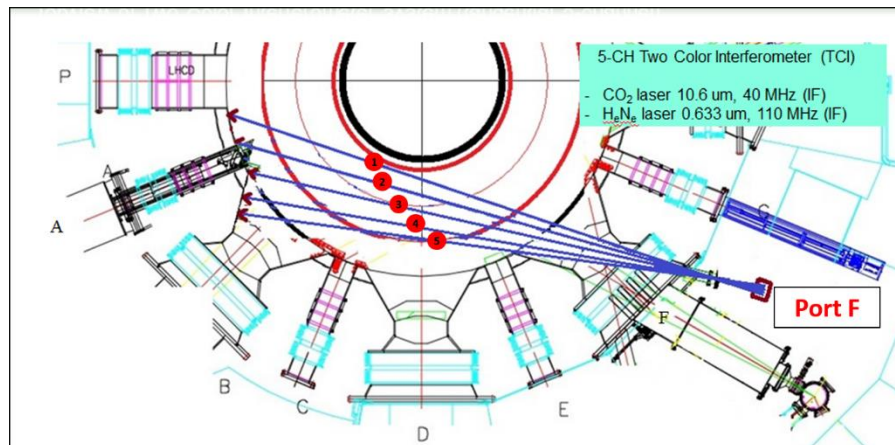 5-CH Two Color Interferometer (TCI)
- CO₂ laser 10.6 um, 40 MHz (IF)
- HₑNₑ laser 0.633 um, 110 MHz (IF)
P
LHCD
1
2
3
4
5
A
A
G
Port F
F
B
C
D
E